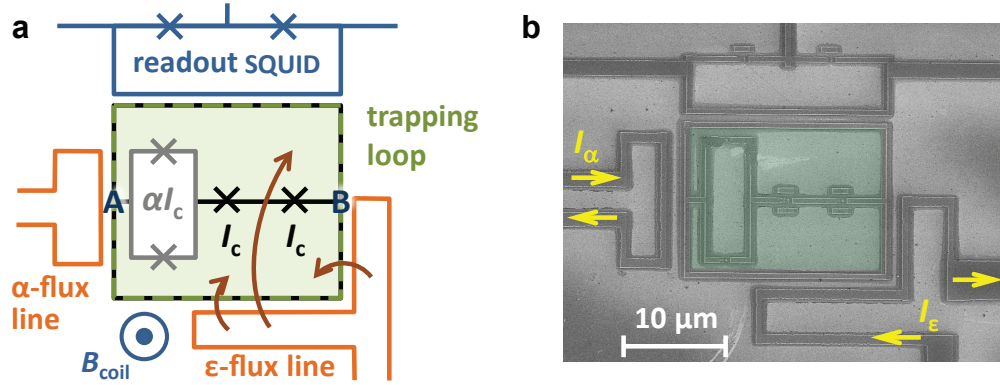 a
readout SQUID
trapping
loop
A
αIc
B
Ic
Ic
α-flux
line
Bcoil
ε-flux line
b
Iα
Iε
10 μm